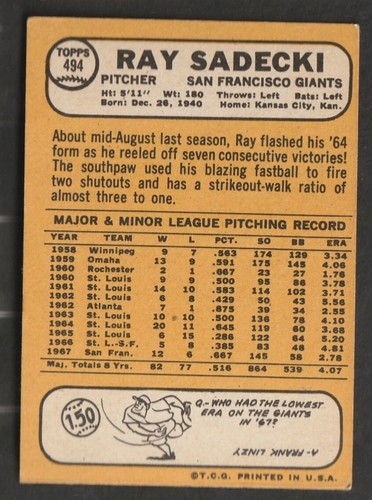 TOPPS
494
RAY SADECKI
PITCHER SAN FRANCISCO GIANTS
Ht: 5'11" Wt: 180 Throws: Left Bats: Left
Born: Dec. 26, 1940 Home: Kansas City, Kan.
About mid-August last season, Ray flashed his '64
form as he reeled off seven consecutive victories!
The southpaw used his blazing fastball to fire
two shutouts and has a strikeout-walk ratio of
almost three to one.
MAJOR & MINOR LEAGUE PITCHING RECORD
YEAR TEAM W L PCT. SO BB ERA
1958 Winnipeg 9 7 .563 174 129 3.34
1959 Omaha 13 9 .591 175 145 4.06
1960 Rochester 2 1 .667 23 27 1.76
1960 St. Louis 9 9 .500 95 86 3.78
1961 St. Louis 14 10 .583 114 102 3.71
1962 St. Louis 6 8 .429 50 43 5.56
1962 Atlanta 7 1 .875 39 34 2.55
1963 St. Louis 10 10 .500 136 78 4.10
1964 St. Louis 20 11 .645 119 60 3.68
1965 St. Louis 6 15 .286 122 64 5.20
1966 St. L.-S.F. 5 8 .385 83 48 4.81
1967 San Fran. 12 6 .667 145 58 2.78
Maj. Totals 8 Yrs. 82 77 .516 864 539 4.07
1.50
Q.-WHO HAD THE LOWEST
ERA ON THE GIANTS
IN '67?
A-FRANK LINZY
©T.C.G. PRINTED IN U.S.A.